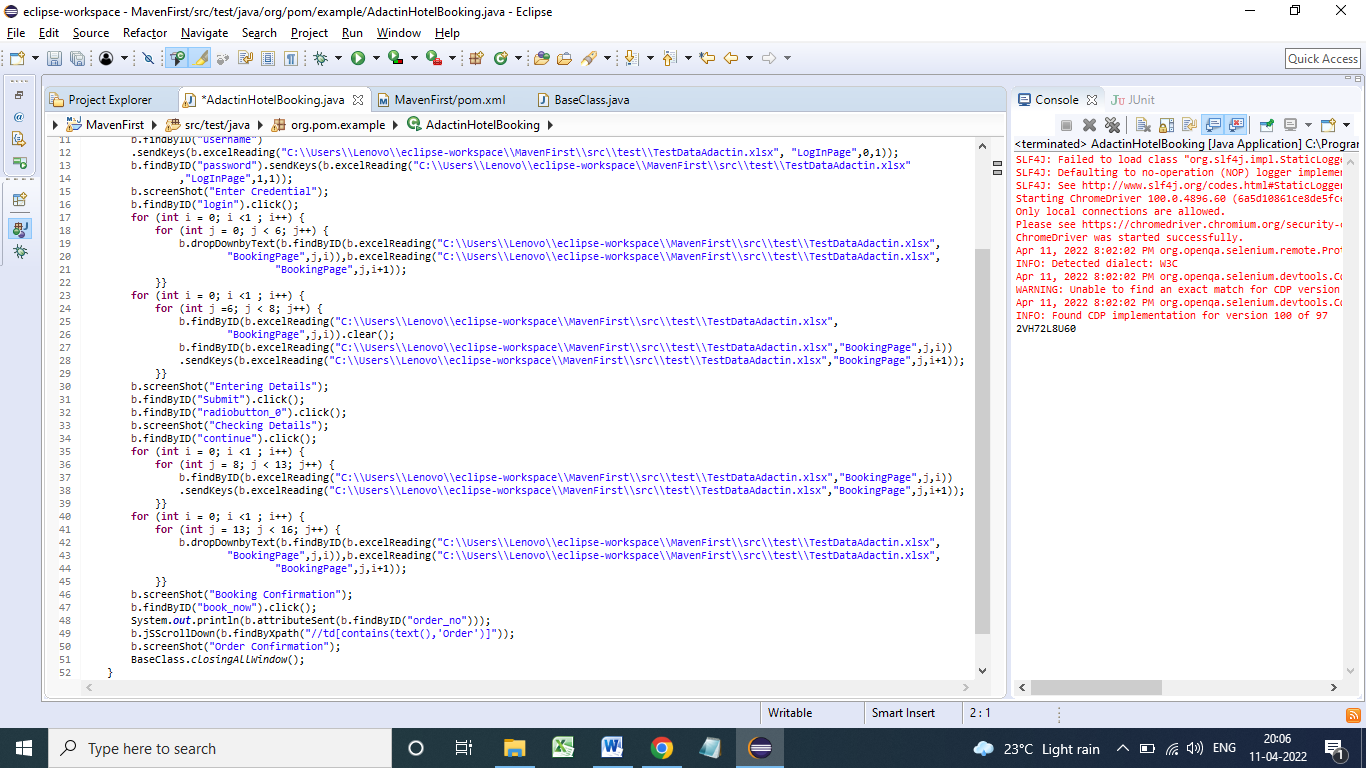 eclipse-workspace - MavenFirst/src/test/java/org/pom/example/AdactinHotelBooking.java - Eclipse
File Edit Source Refactor Navigate Search Project Run Window Help
Quick Access
Project Explorer
*AdactinHotelBooking.java
MavenFirst/pom.xml
BaseClass.java
MavenFirst src/test/java org.pom.example AdactinHotelBooking
11 b.findByID("username")
12 .sendKeys(b.excelReading("C:\\Users\\Lenovo\\eclipse-workspace\\MavenFirst\\src\\test\\TestDataAdactin.xlsx", "LogInPage",0,1));
13 b.findByID("password").sendKeys(b.excelReading("C:\\Users\\Lenovo\\eclipse-workspace\\MavenFirst\\src\\test\\TestDataAdactin.xlsx"
14 ,"LogInPage",1,1));
15 b.screenShot("Enter Credential");
16 b.findByID("login").click();
17 for (int i = 0; i <1 ; i++) {
18 for (int j = 0; j < 6; j++) {
19 b.dropDownbyText(b.findByID(b.excelReading("C:\\Users\\Lenovo\\eclipse-workspace\\MavenFirst\\src\\test\\TestDataAdactin.xlsx",
20 "BookingPage",j,i)),b.excelReading("C:\\Users\\Lenovo\\eclipse-workspace\\MavenFirst\\src\\test\\TestDataAdactin.xlsx",
21 "BookingPage",j,i+1));
22 }}
23 for (int i = 0; i <1 ; i++) {
24 for (int j =6; j < 8; j++) {
25 b.findByID(b.excelReading("C:\\Users\\Lenovo\\eclipse-workspace\\MavenFirst\\src\\test\\TestDataAdactin.xlsx",
26 "BookingPage",j,i)).clear();
27 b.findByID(b.excelReading("C:\\Users\\Lenovo\\eclipse-workspace\\MavenFirst\\src\\test\\TestDataAdactin.xlsx","BookingPage",j,i))
28 .sendKeys(b.excelReading("C:\\Users\\Lenovo\\eclipse-workspace\\MavenFirst\\src\\test\\TestDataAdactin.xlsx","BookingPage",j,i+1));
29 }}
30 b.screenShot("Entering Details");
31 b.findByID("Submit").click();
32 b.findByID("radiobutton_0").click();
33 b.screenShot("Checking Details");
34 b.findByID("continue").click();
35 for (int i = 0; i <1 ; i++) {
36 for (int j = 8; j < 13; j++) {
37 b.findByID(b.excelReading("C:\\Users\\Lenovo\\eclipse-workspace\\MavenFirst\\src\\test\\TestDataAdactin.xlsx","BookingPage",j,i))
38 .sendKeys(b.excelReading("C:\\Users\\Lenovo\\eclipse-workspace\\MavenFirst\\src\\test\\TestDataAdactin.xlsx","BookingPage",j,i+1));
39 }}
40 for (int i = 0; i <1 ; i++) {
41 for (int j = 13; j < 16; j++) {
42 b.dropDownbyText(b.findByID(b.excelReading("C:\\Users\\Lenovo\\eclipse-workspace\\MavenFirst\\src\\test\\TestDataAdactin.xlsx",
43 "BookingPage",j,i)),b.excelReading("C:\\Users\\Lenovo\\eclipse-workspace\\MavenFirst\\src\\test\\TestDataAdactin.xlsx",
44 "BookingPage",j,i+1));
45 }}
46 b.screenShot("Booking Confirmation");
47 b.findByID("book_now").click();
48 System.out.println(b.attributeSent(b.findByID("order_no")));
49 b.jSScrollDown(b.findByXpath("//td[contains(text(),'Order')]"));
50 b.screenShot("Order Confirmation");
51 BaseClass.closingAllWindow();
52 }
Console
JUnit
<terminated> AdactinHotelBooking [Java Application] C:\Program
SLF4J: Failed to load class "org.slf4j.impl.StaticLogge
SLF4J: Defaulting to no-operation (NOP) logger implemen
SLF4J: See http://www.slf4j.org/codes.html#StaticLogger
Starting ChromeDriver 100.0.4896.60 (6a5d10861ce8de5fce
Only local connections are allowed.
Please see https://chromedriver.chromium.org/security-c
ChromeDriver was started successfully.
Apr 11, 2022 8:02:02 PM org.openqa.selenium.remote.Prot
INFO: Detected dialect: W3C
Apr 11, 2022 8:02:02 PM org.openqa.selenium.devtools.Cd
WARNING: Unable to find an exact match for CDP version
Apr 11, 2022 8:02:02 PM org.openqa.selenium.devtools.Cd
INFO: Found CDP implementation for version 100 of 97
2VH72L8U60
Writable
Smart Insert
2 : 1
Type here to search
23°C Light rain
ENG
20:06
11-04-2022
1